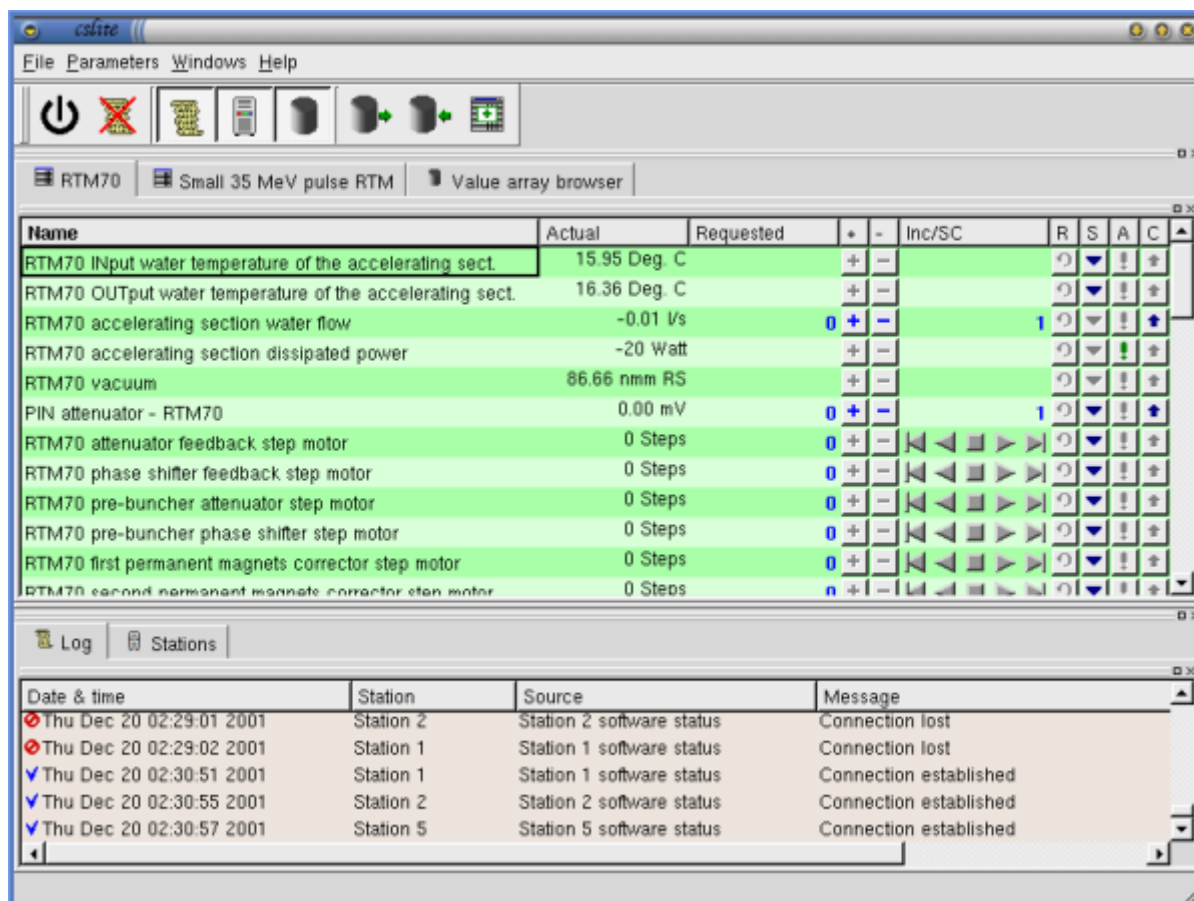 cslite
File Parameters Windows Help
RTM70 Small 35 MeV pulse RTM Value array browser
Name Actual Requested + - Inc/SC R S A C
RTM70 INput water temperature of the accelerating sect. 15.95 Deg. C + -
RTM70 OUTput water temperature of the accelerating sect. 16.36 Deg. C + -
RTM70 accelerating section water flow -0.01 l/s 0 + - 1
RTM70 accelerating section dissipated power -20 Watt + -
RTM70 vacuum 86.66 nmm RS + -
PIN attenuator - RTM70 0.00 mV 0 + - 1
RTM70 attenuator feedback step motor 0 Steps 0 + -
RTM70 phase shifter feedback step motor 0 Steps 0 + -
RTM70 pre-buncher attenuator step motor 0 Steps 0 + -
RTM70 pre-buncher phase shifter step motor 0 Steps 0 + -
RTM70 first permanent magnets corrector step motor 0 Steps 0 + -
RTM70 second permanent magnets corrector step motor 0 Steps 0 + -
Log Stations
Date & time Station Source Message
Thu Dec 20 02:29:01 2001 Station 2 Station 2 software status Connection lost
Thu Dec 20 02:29:02 2001 Station 1 Station 1 software status Connection lost
Thu Dec 20 02:30:51 2001 Station 1 Station 1 software status Connection established
Thu Dec 20 02:30:55 2001 Station 2 Station 2 software status Connection established
Thu Dec 20 02:30:57 2001 Station 5 Station 5 software status Connection established